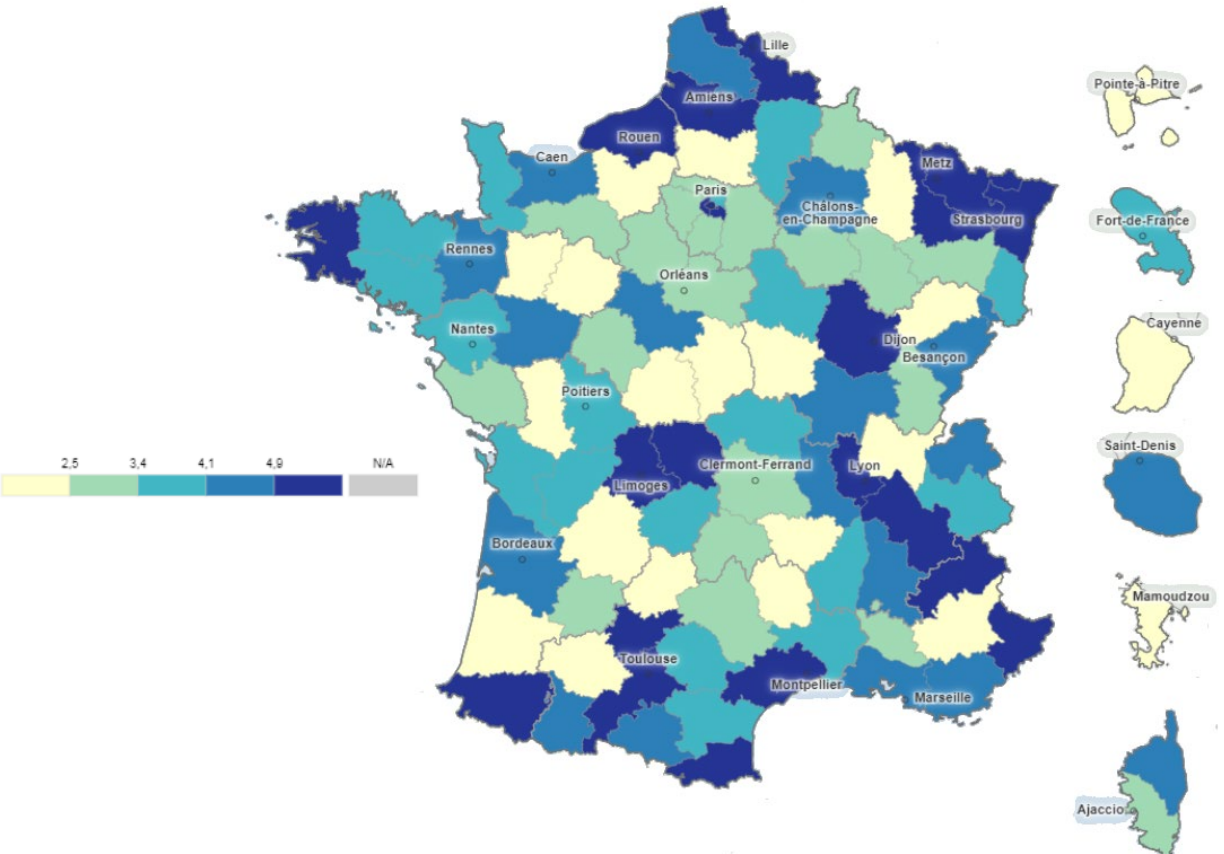 Lille
Pointe-à-Pitre
Amiens
Rouen
Caen
Metz
Paris
Châlons-
en-Champagne
Strasbourg
Fort-de-France
Rennes
Orléans
Nantes
Dijon
Besançon
Cayenne
Poitiers
Saint-Denis
2,5 3,4 4,1 4,9 N/A
Clermont-Ferrand
Lyon
Limoges
Bordeaux
Mamoudzou
Toulouse
Montpellier
Marseille
Ajaccio